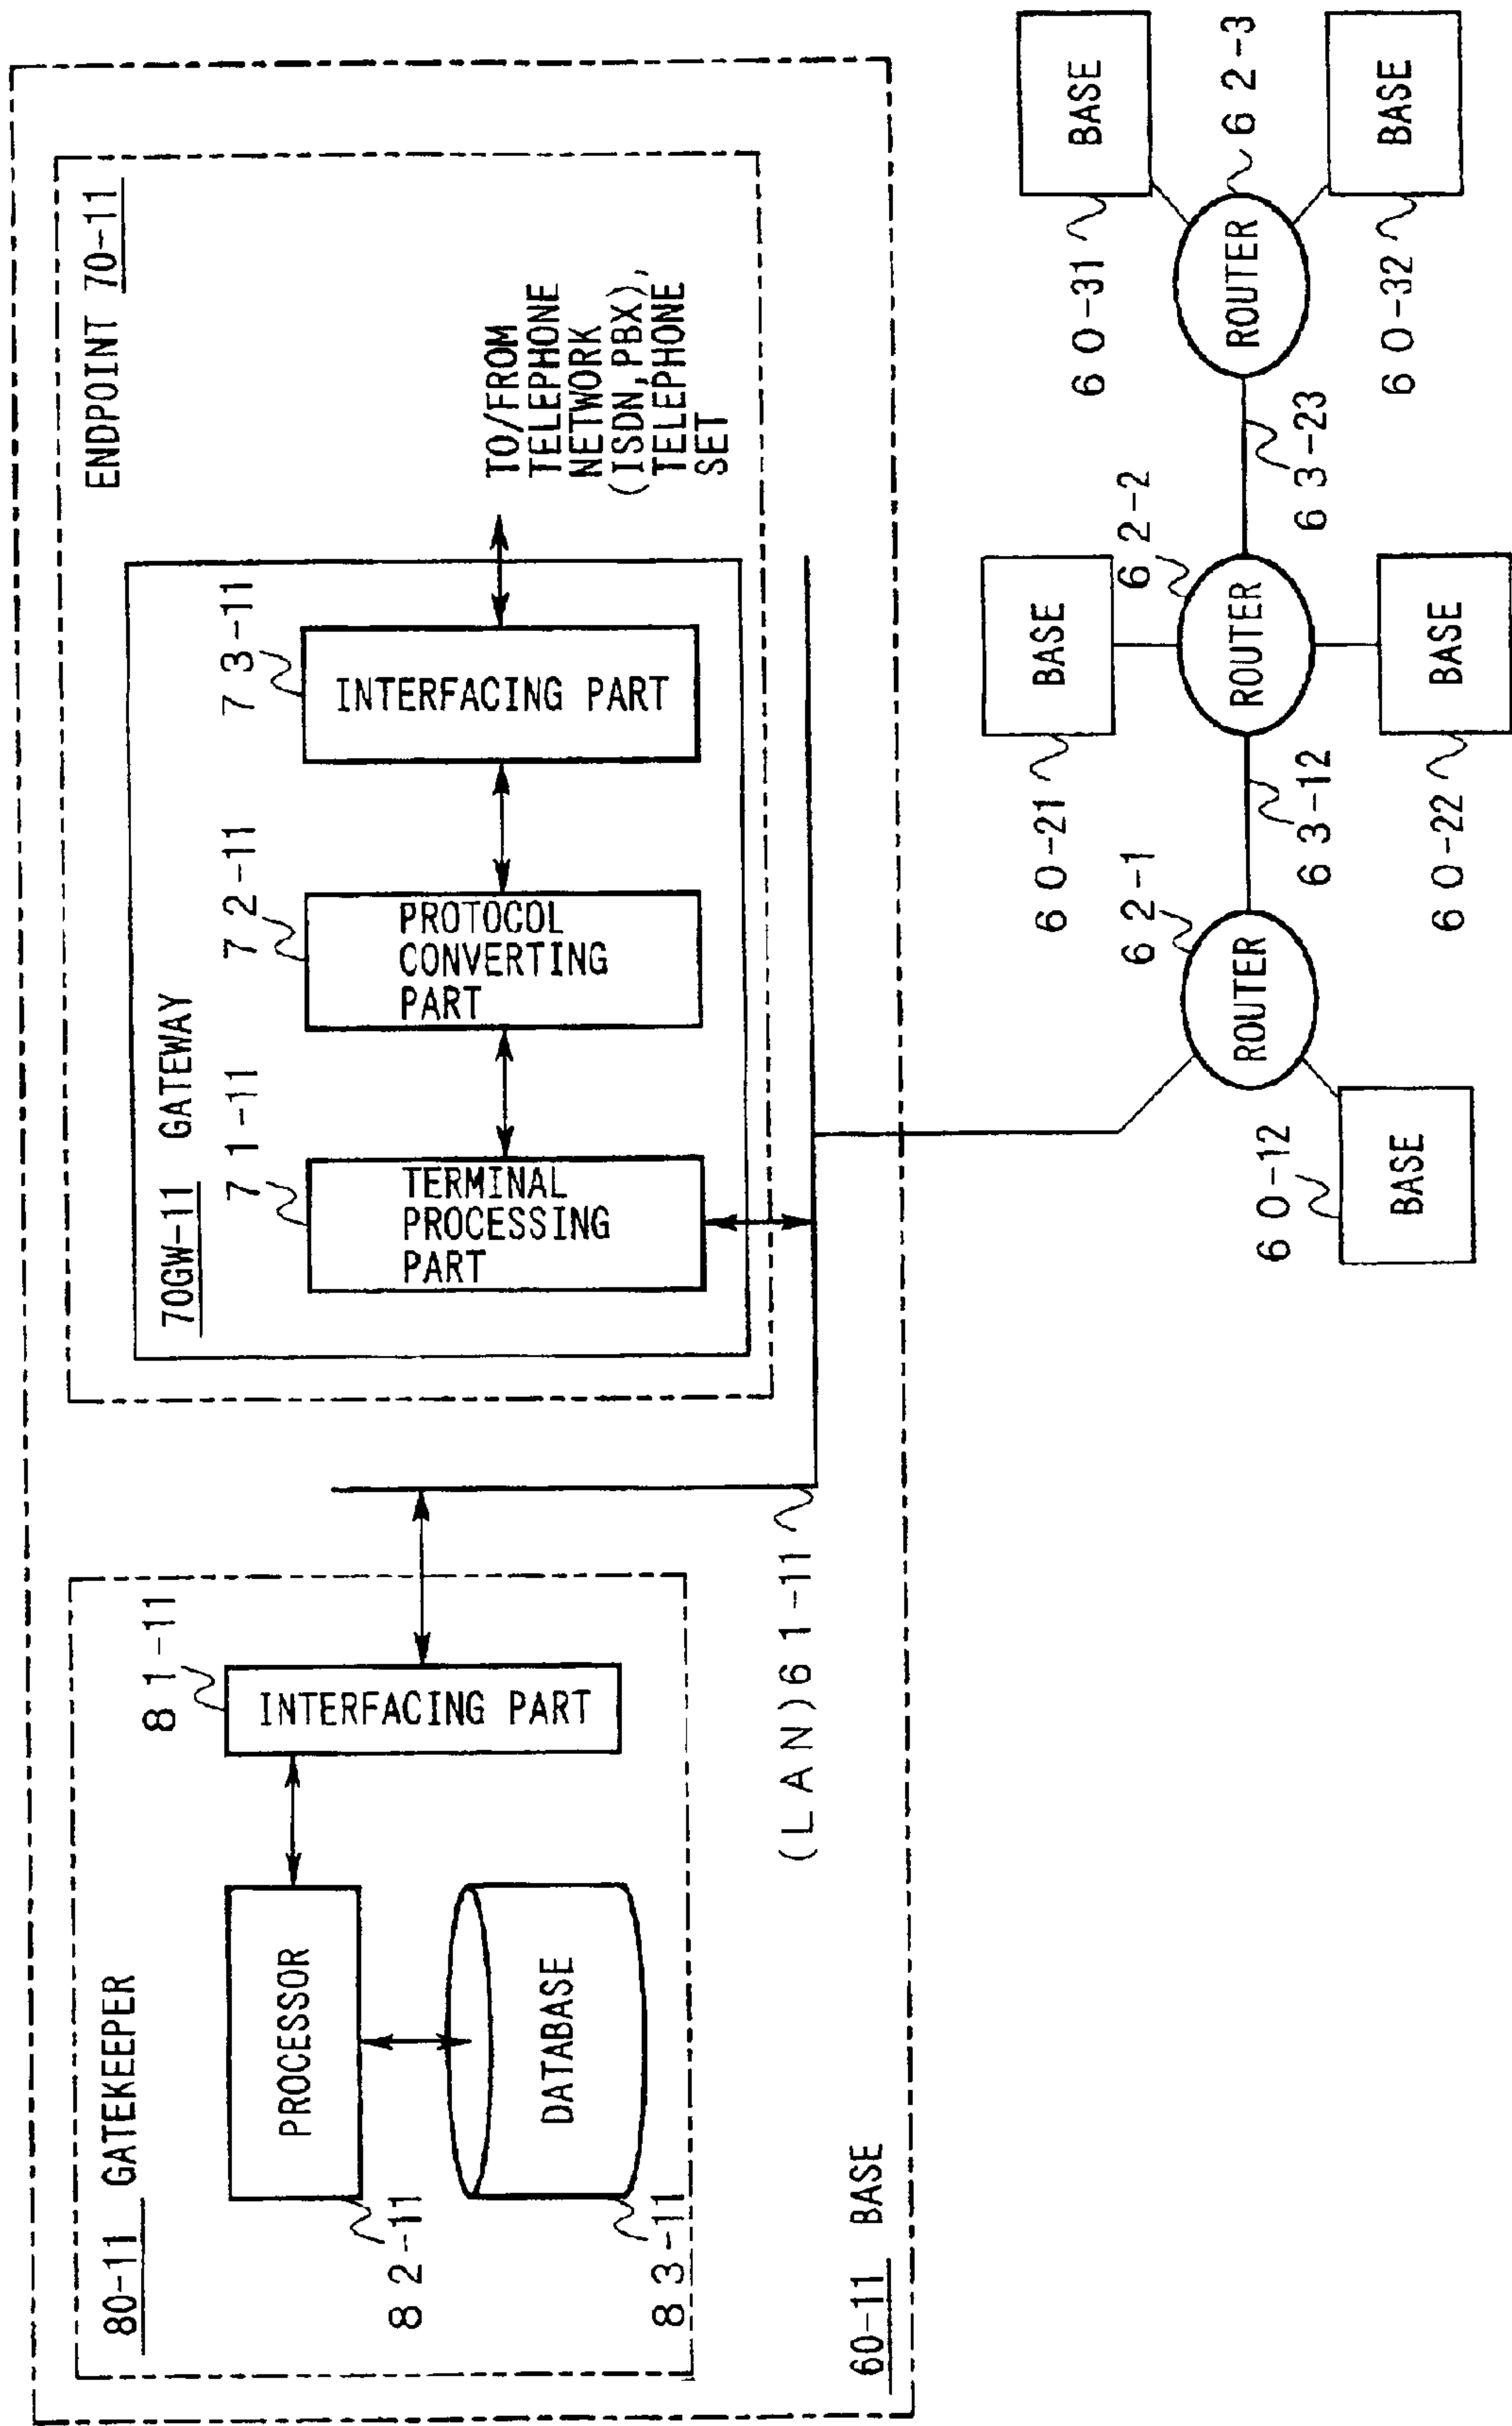 80-11 GATEKEEPER
82-11
PROCESSOR
83-11
DATABASE
81-11
INTERFACING PART
60-11 BASE
(LAN)61-11
ENDPOINT 70-11
70GW-11 GATEWAY
71-11
TERMINAL
PROCESSING
PART
72-11
PROTOCOL
CONVERTING
PART
73-11
INTERFACING PART
TO/FROM
TELEPHONE
NETWORK
(ISDN,PBX),
TELEPHONE
SET
60-12
BASE
62-1
ROUTER
63-12
60-21
BASE
62-2
ROUTER
60-22
BASE
63-23
60-31
BASE
ROUTER
62-3
60-32
BASE